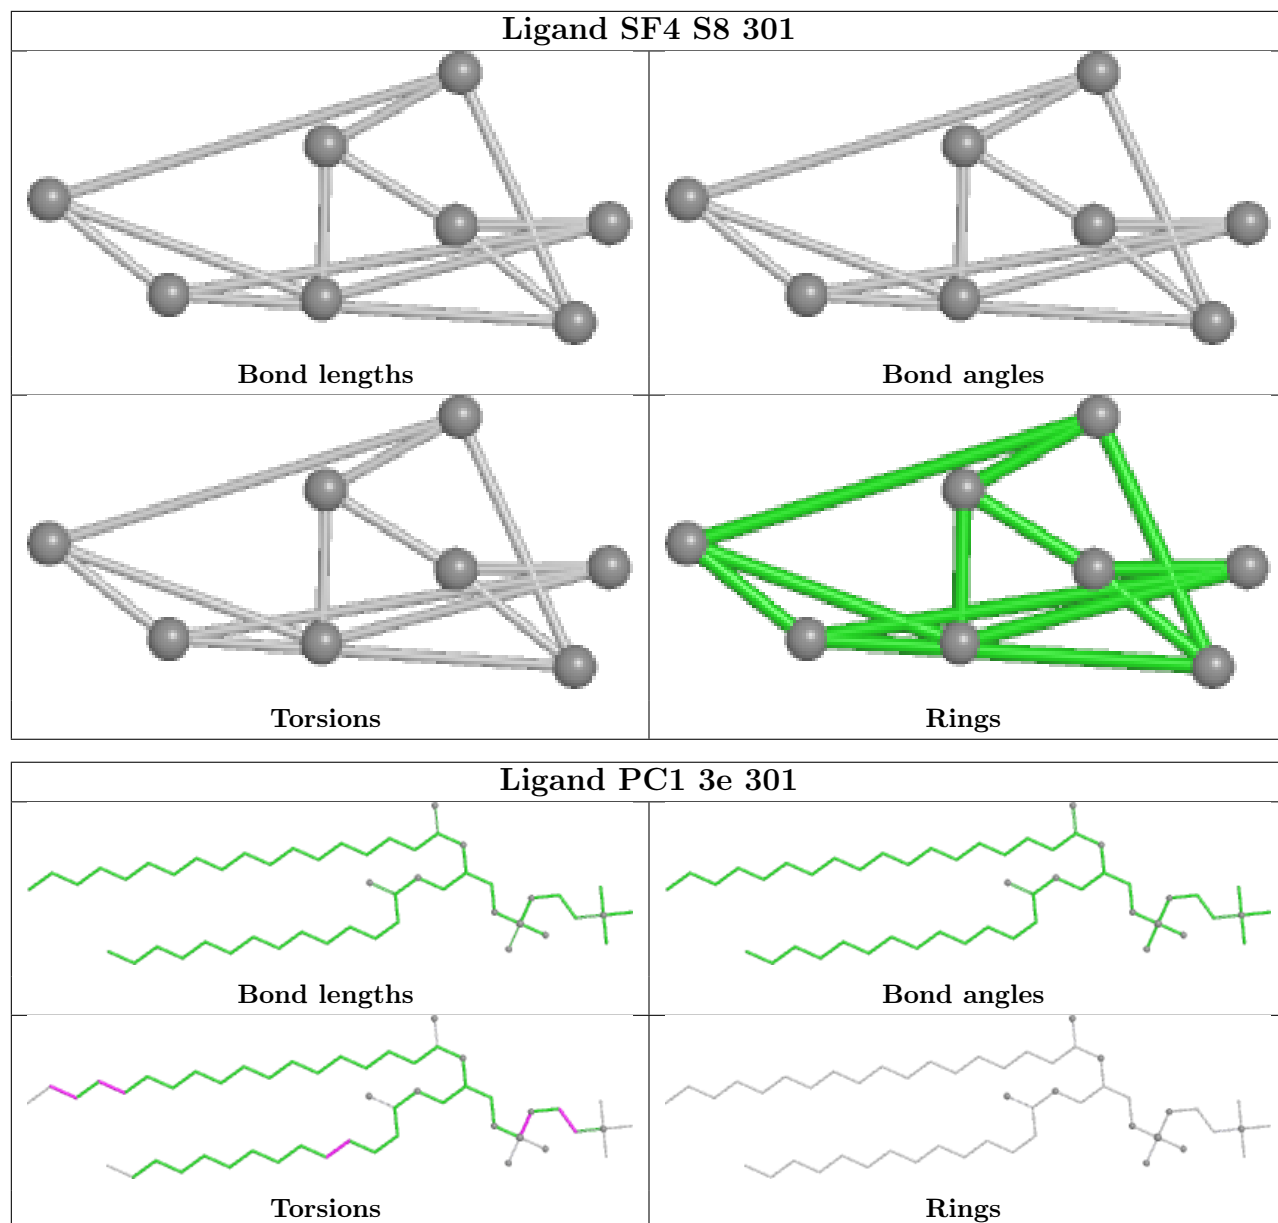 Ligand SF4 S8 301
Bond lengths
Bond angles
Torsions
Rings
Ligand PC1 3e 301
Bond lengths
Bond angles
Torsions
Rings